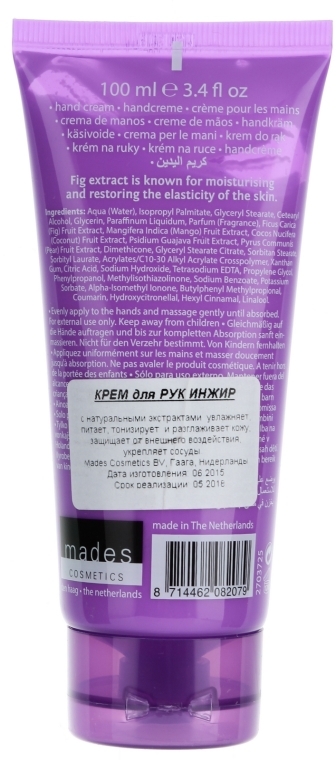 100 ml ℮ 3.4 fl oz
• hand cream • handcreme • crème pour les mains
• crema de manos • creme de mãos • handkräm
• käsivoide • crema per le mani • krem do rąk
• krém na ruky • krém na ruce • handcreme
كريم اليدين •
Fig extract is known for moisturising
and restoring the elasticity of the skin.
Ingredients: Aqua (Water), Isopropyl Palmitate, Glyceryl Stearate, Cetearyl
Alcohol, Glycerin, Paraffinum Liquidum, Parfum (Fragrance), Ficus Carica
(Fig) Fruit Extract, Mangifera Indica (Mango) Fruit Extract, Cocos Nucifera
(Coconut) Fruit Extract, Psidium Guajava Fruit Extract, Pyrus Communis
(Pear) Fruit Extract, Dimethicone, Glyceryl Stearate Citrate, Sorbitan Stearate,
Sorbityl Laurate, Acrylates/C10-30 Alkyl Acrylate Crosspolymer, Xanthan
Gum, Citric Acid, Sodium Hydroxide, Tetrasodium EDTA, Propylene Glycol,
Phenylpropanol, Methylisothiazolinone, Sodium Benzoate, Potassium
Sorbate, Alpha-Isomethyl Ionone, Butylphenyl Methylpropional,
Coumarin, Hydroxycitronellal, Hexyl Cinnamal, Linalool.
• Evenly apply to the hands and massage gently until absorbed.
For external use only. Keep away from children • Gleichmäßig auf
die Hände auftragen und bis zur kompletten Absorption sanft ein-
massieren. Nicht für den Verzehr bestimmt. Von Kindern fernhalten
• Appliquez uniformément sur les mains et masser doucement
jusqu'à absorption. Ne pas avaler le produit cosmétique. À tenir hors
de la portée des enfants • Sólo para uso externo.
КРЕМ для РУК ИНЖИР
с натуральными экстрактами увлажняет,
питает, тонизирует и разглаживает кожу,
защищает от внешнего воздействия,
укрепляет сосуды
Mades Cosmetics BV, Гаага, Нидерланды
Дата изготовления 06.2015
Срок реализации 05.2018
made in The Netherlands
mades
COSMETICS
haag • the netherlands
8 714462 082079
2703725